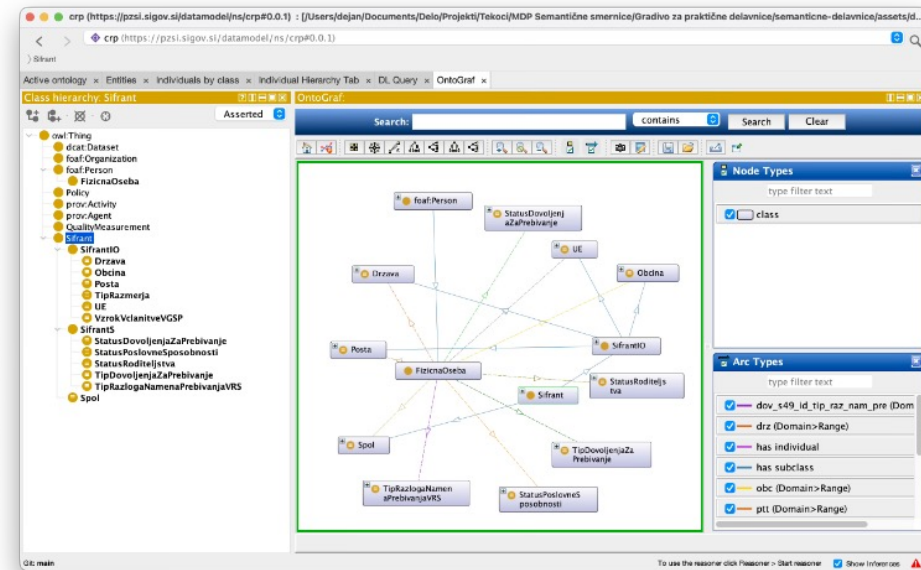 crp (https://pzsi.sigov.si/datamodel/ns/crp#0.0.1) : [/Users/dejan/Documents/Delo/Projekti/Tekoci/MDP Semantične smernice/Gradivo za praktične delavnice/semanticne-delavnice/assets/d...
crp (https://pzsi.sigov.si/datamodel/ns/crp#0.0.1)
Sifrant
Active ontology × Entities × Individuals by class × Individual Hierarchy Tab × DL Query × OntoGraf ×
Class hierarchy: Sifrant
Asserted
owl:Thing
dcat:Dataset
foaf:Organization
foaf:Person
FizicnaOseba
Policy
prov:Activity
prov:Agent
QualityMeasurement
Sifrant
SifrantIO
Drzava
Obcina
Posta
TipRazmerja
UE
VzrokVclanitveVGSP
SifrantS
StatusDovoljenjaZaPrebivanje
StatusPoslovneSposobnosti
StatusRoditeljstva
TipDovoljenjaZaPrebivanje
TipRazlogaNamenaPrebivanjaVRS
Spol
OntoGraf:
Search:
contains
Search
Clear
foaf:Person
StatusDovoljenj
aZaPrebivanje
UE
Drzava
Obcina
Posta
SifrantIO
FizicnaOseba
StatusRoditeljs
tva
Sifrant
Spol
TipDovoljenjaZa
Prebivanje
TipRazlogaNamen
aPrebivanjaVRS
StatusPoslovneS
posobnosti
Node Types
type filter text
class
Arc Types
type filter text
dov_s49_id_tip_raz_nam_pre (Dom
drz (Domain>Range)
has individual
has subclass
obc (Domain>Range)
ptt (Domain>Range)
Git: main
To use the reasoner click Reasoner > Start reasoner
Show Inferences